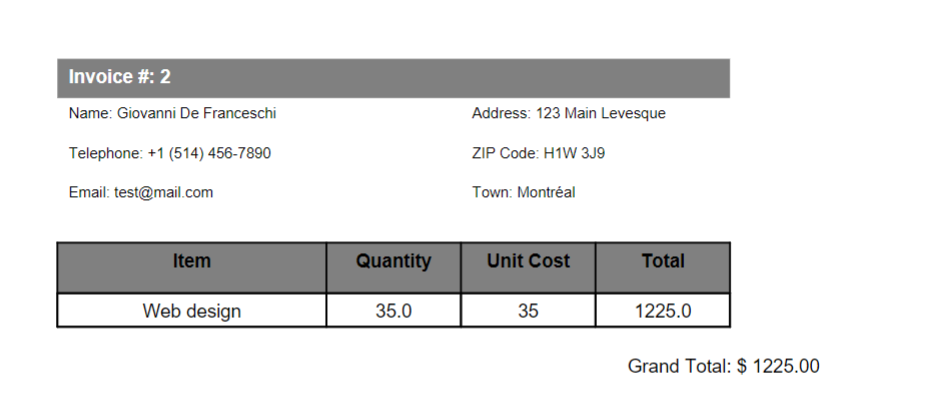 Invoice #: 2
Name: Giovanni De Franceschi Address: 123 Main Levesque
Telephone: +1 (514) 456-7890 ZIP Code: H1W 3J9
Email: test@mail.com Town: Montréal
Item Quantity Unit Cost Total
Web design 35.0 35 1225.0
Grand Total: $ 1225.00